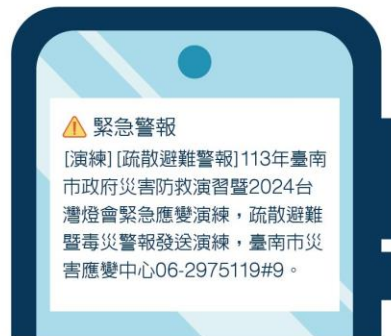 ⚠ 緊急警報
[演練][疏散避難警報]113年臺南
市政府災害防救演習暨2024台
灣燈會緊急應變演練,疏散避難
暨毒災警報發送演練,臺南市災
害應變中心06-2975119#9。